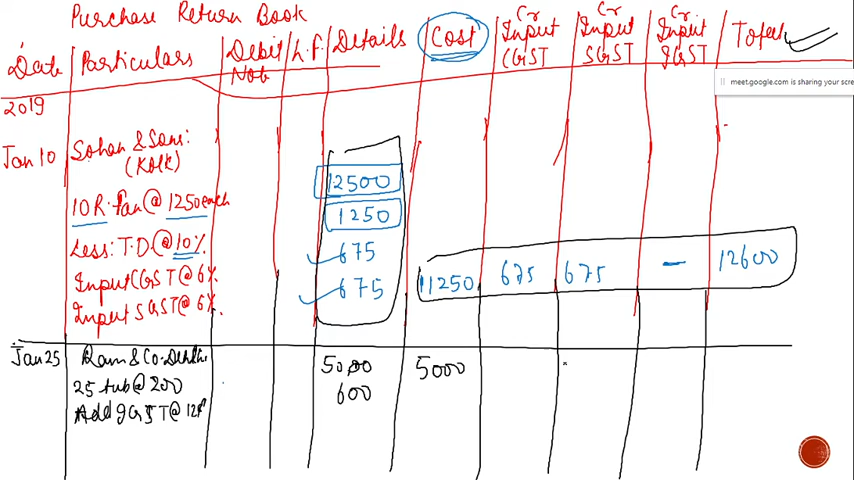 Purchase Return Book
Date Particulars Debit Not L.F Details Cost Cr Input CGST Cr Input SGST Cr Input IGST Total
meet.google.com is sharing your scre
2019
Jan 10 Sohan & Sons:
(Kolk)
12500
10 R. Pan @ 1250 each
1250
Less: T.D @ 10% 675
Input CGST @ 6% 675 11250 675 675 - 12600
Input SGST @ 6%.
Jan 25 Ram & Co. Delhi 5000 5000
25 tub @ 200 600
Add IGST @ 12%